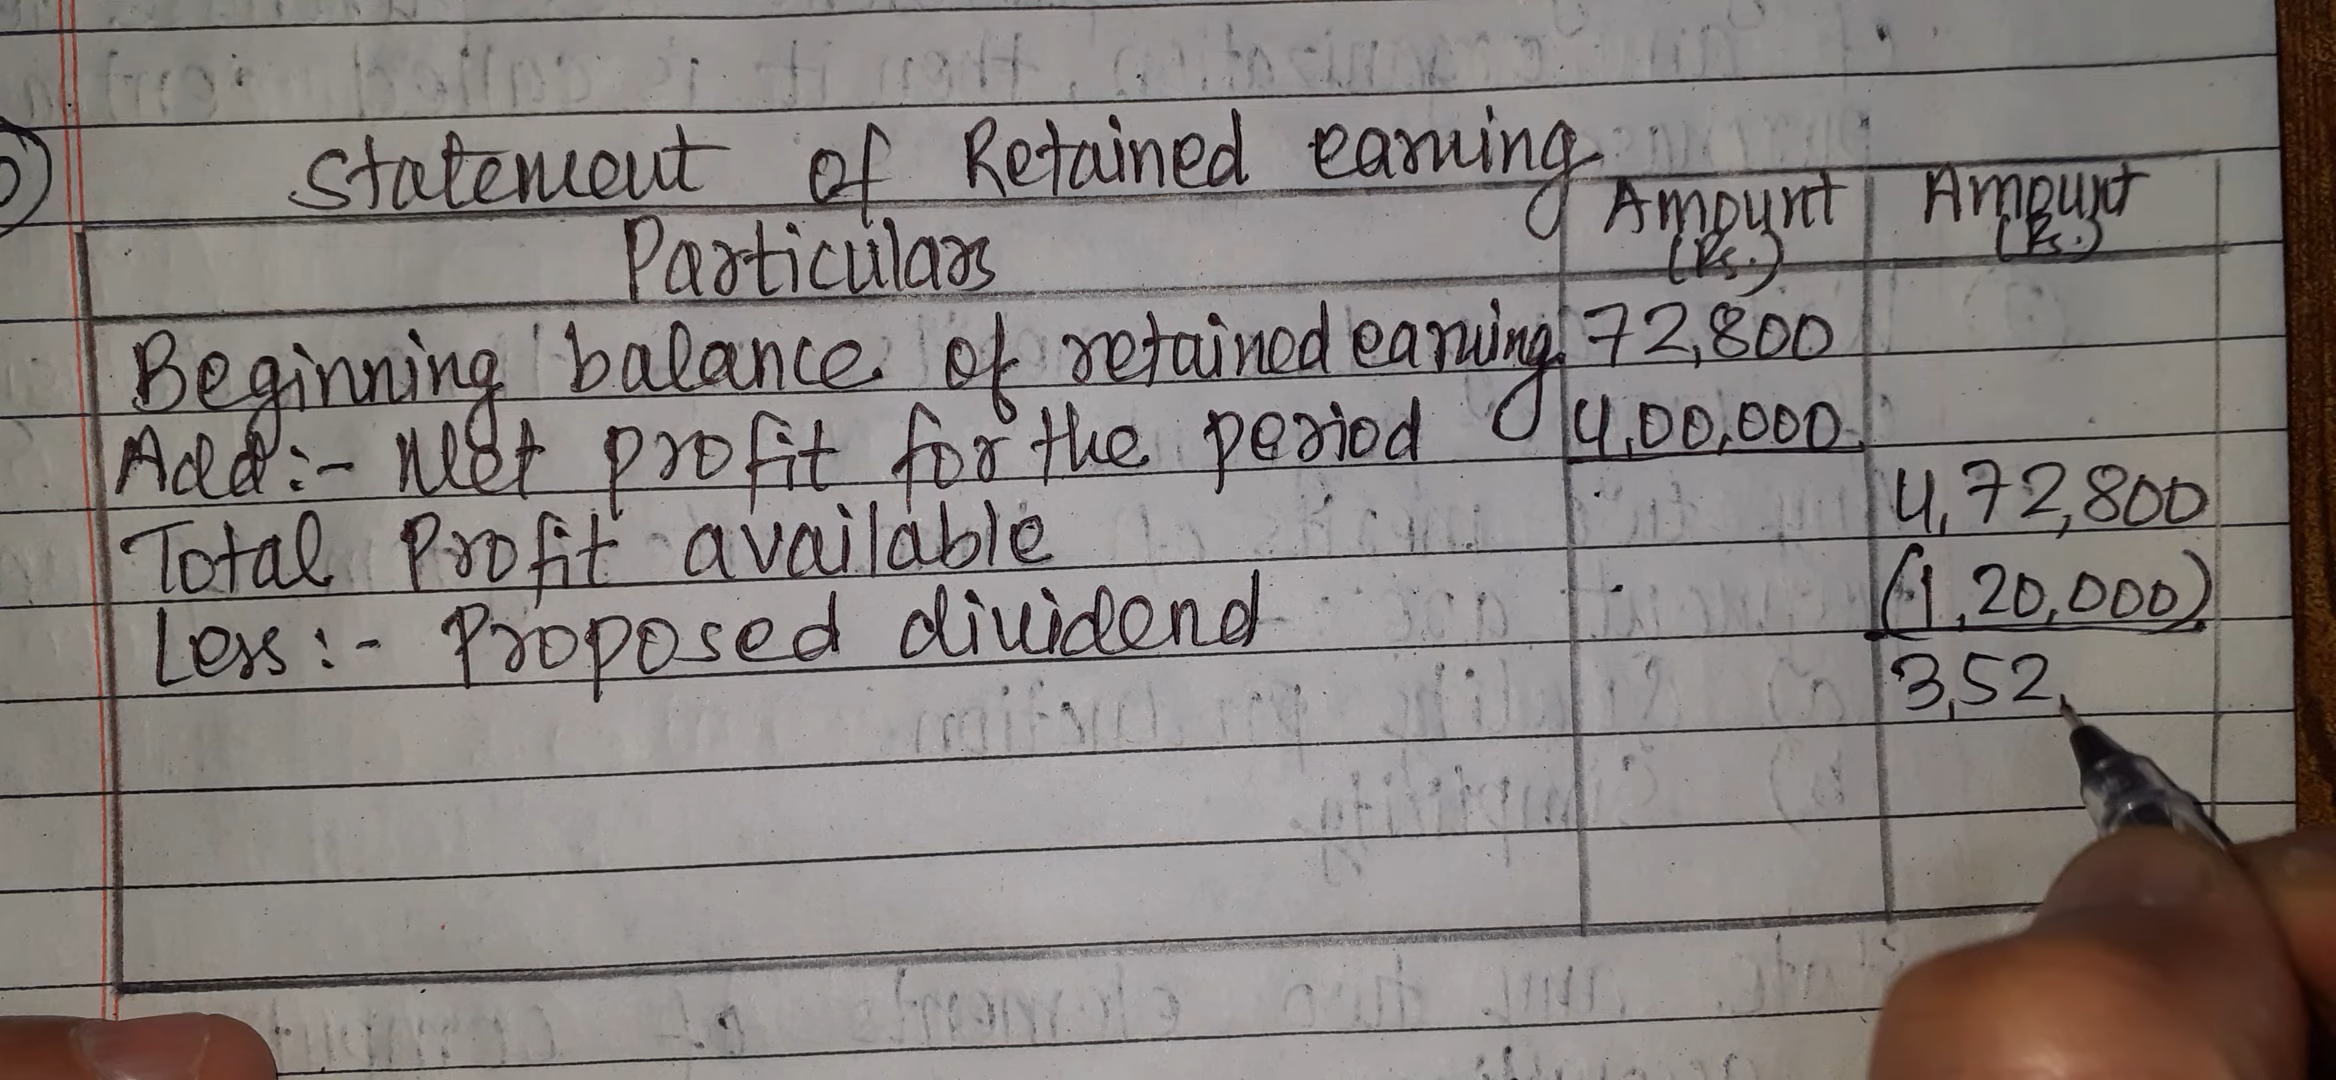 Statement of Retained earning
Particulars Amount (Rs.) Amount (Rs.)
Beginning balance of retained earning 72,800
Add:- Net profit for the period 4,00,000
Total Profit available 4,72,800
Less:- Proposed dividend (1,20,000)
3,52,